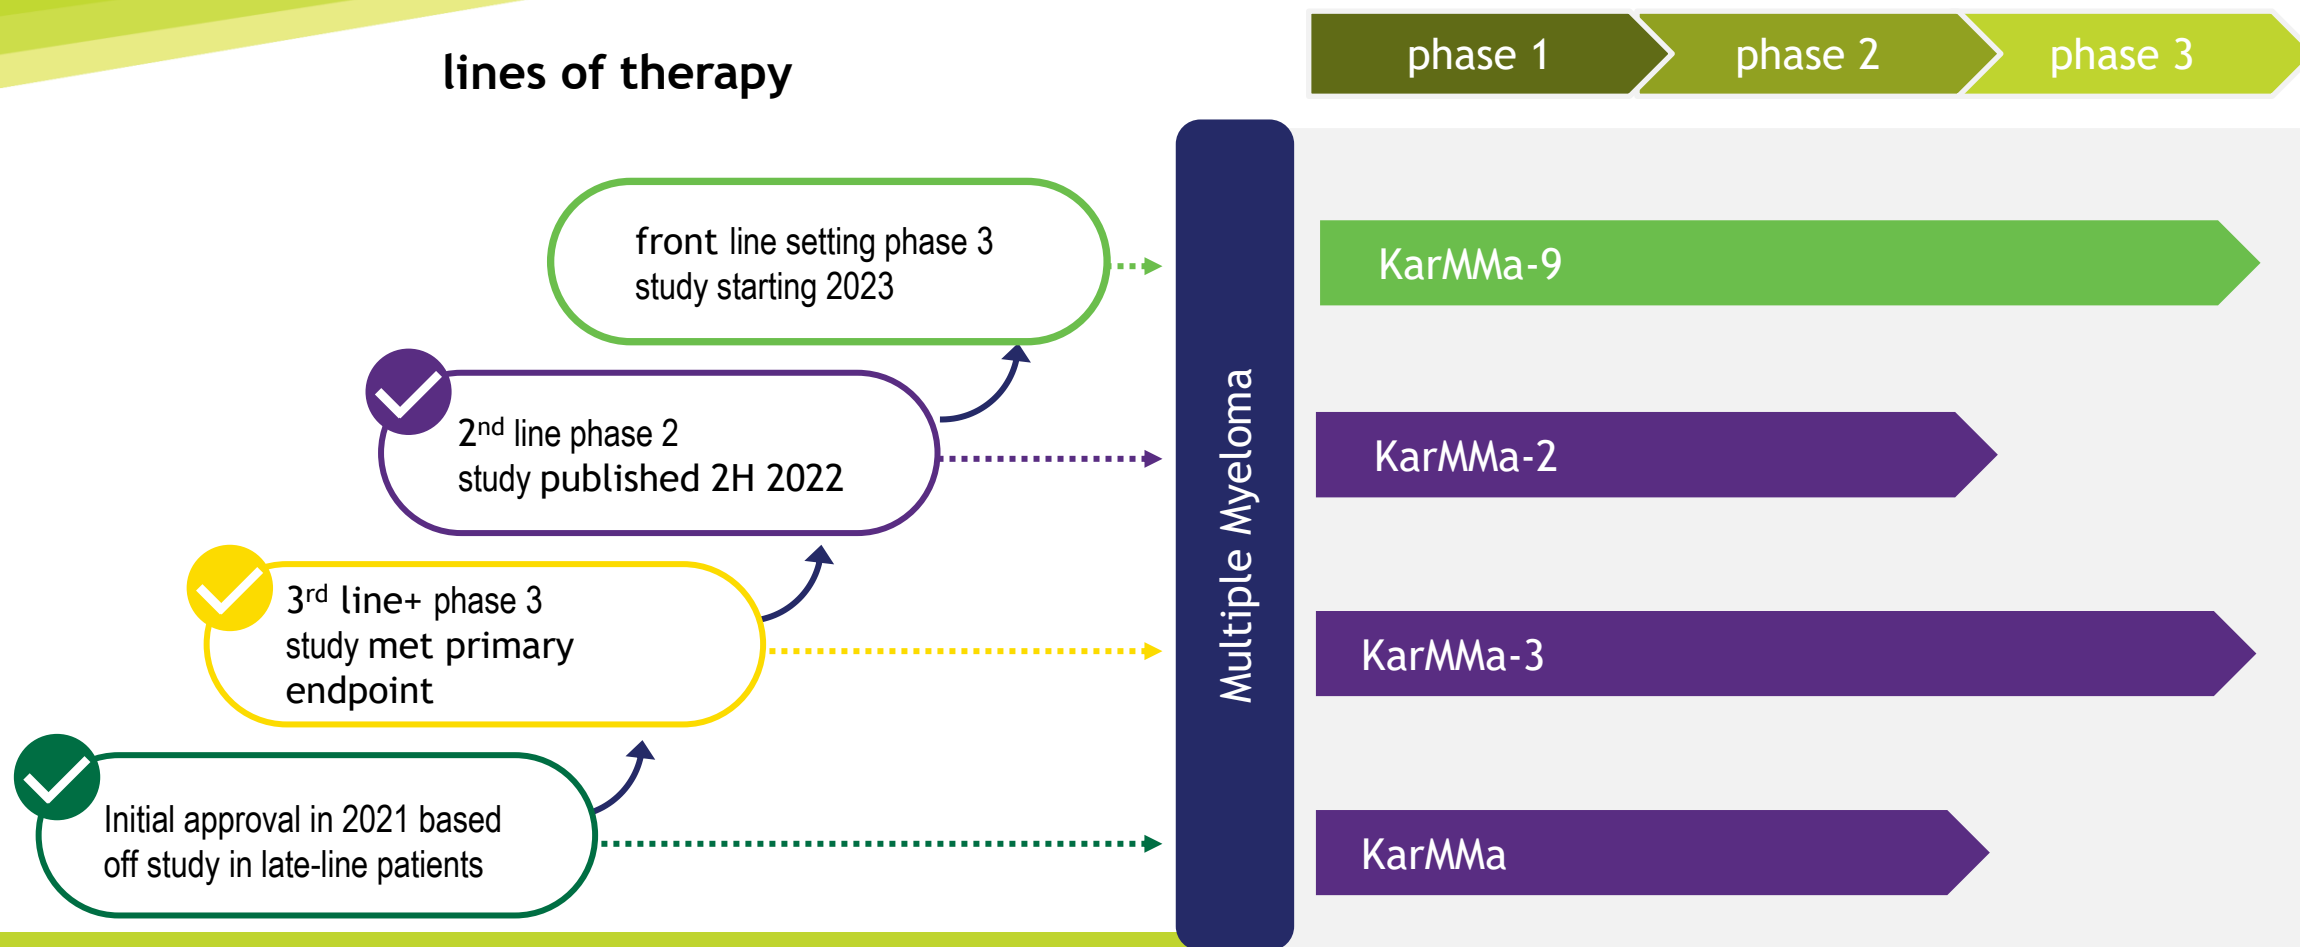 lines of therapy
phase 1
phase 2
phase 3
front line setting phase 3
study starting 2023
2nd line phase 2
study published 2H 2022
3rd line+ phase 3
study met primary
endpoint
Initial approval in 2021 based
off study in late-line patients
Multiple Myeloma
KarMMa-9
KarMMa-2
KarMMa-3
KarMMa